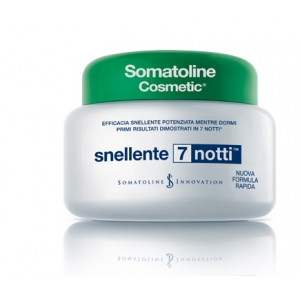 Somatoline
Cosmetic®
EFFICACIA SNELLENTE POTENZIATA MENTRE DORMI
PRIMI RISULTATI DIMOSTRATI IN 7 NOTTI*
snellente 7 notti™
SOMATOLINE INNOVATION
NUOVA
FORMULA
RAPIDA